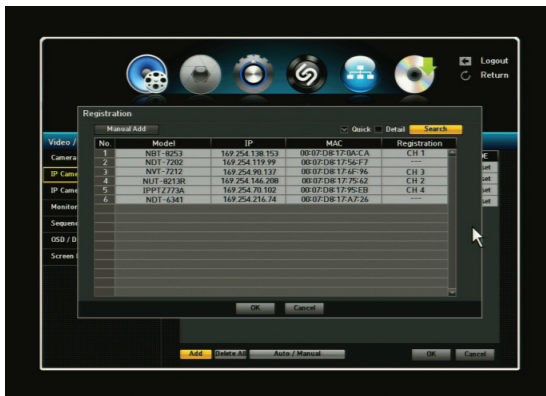 Logout
Return
Registration
Manual Add
Quick Detail Search
Video /
No. Model IP MAC Registration
1 NBT-8253 169.254.138.153 00:07:D8:17:0A:CA CH 1
2 NDT-7202 169.254.119.99 00:07:D8:17:56:F7 ---
3 NVT-7212 169.254.90.137 00:07:D8:17:6F:96 CH 3
4 NUT-8213R 169.254.146.208 00:07:D8:17:75:62 CH 2
5 IPPTZ773A 169.254.70.102 00:07:D8:17:95:EB CH 4
6 NDT-6341 169.254.216.74 00:07:D8:17:A7:26 ---
Camera
IP Came
IP Came
Monitor
Sequen
OSD / D
Screen
OK Cancel
Add Delete All Auto / Manual OK Cancel